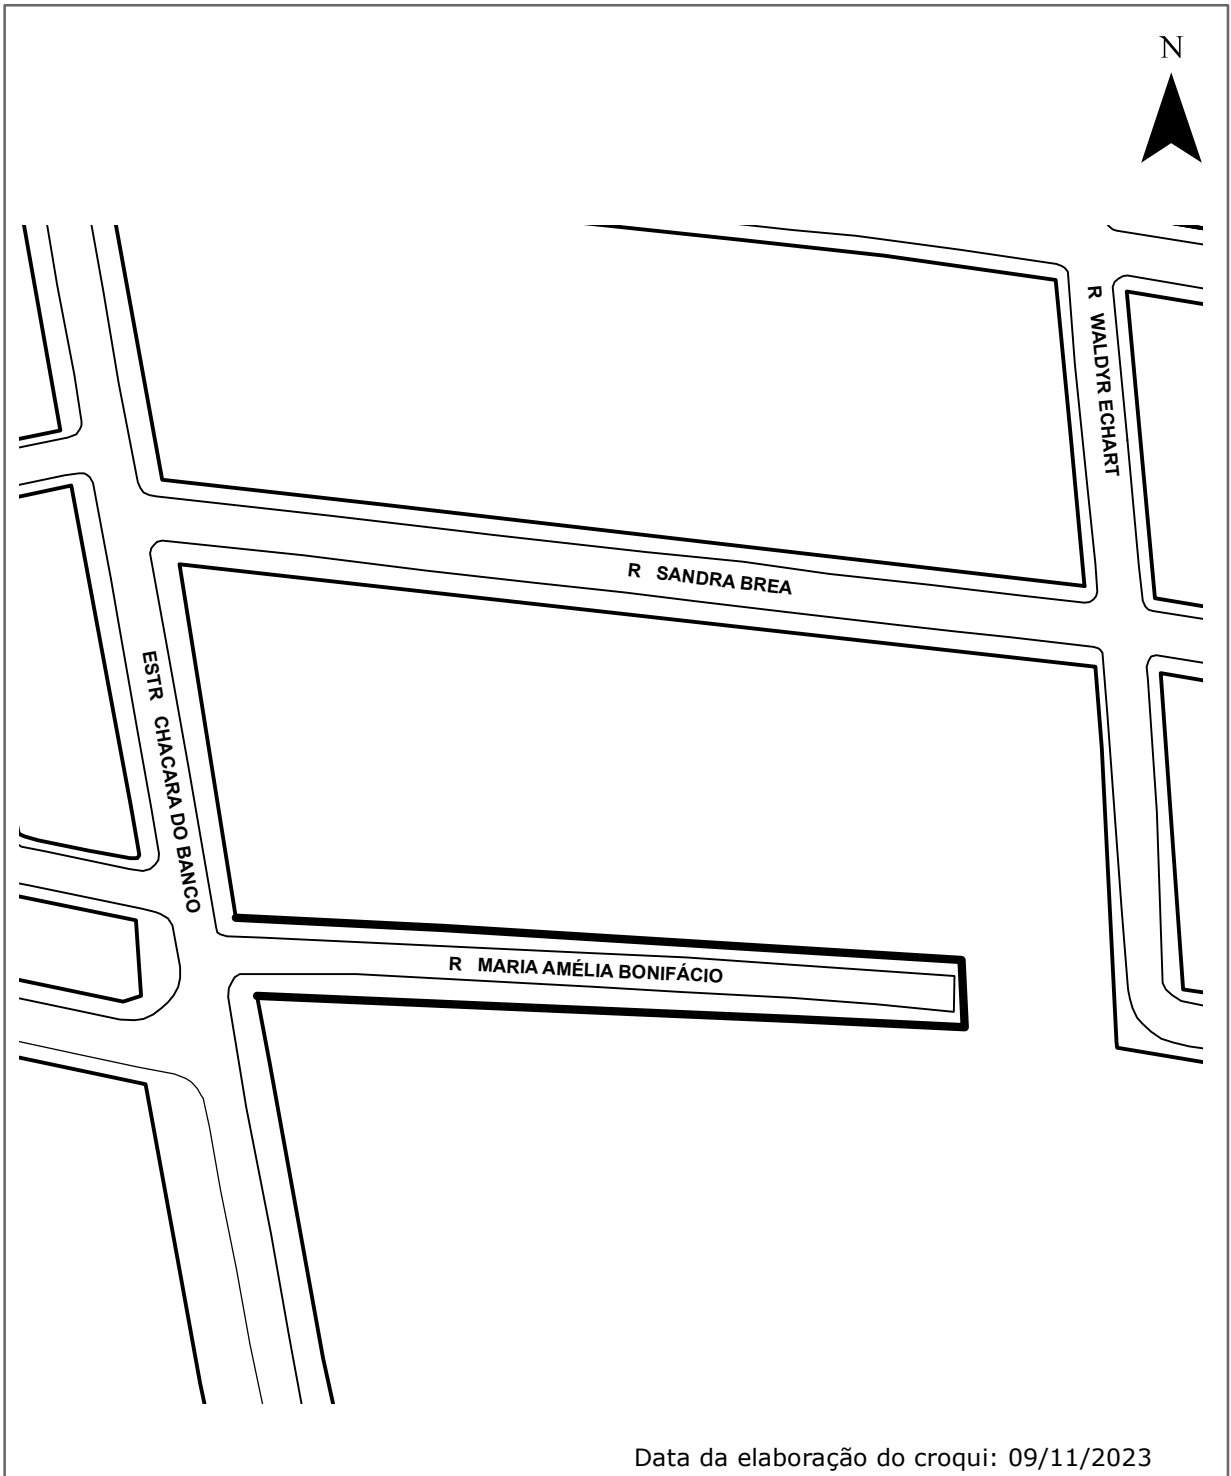 N
R WALDYR ECHART
R SANDRA BREA
ESTR CHACARA DO BANCO
R MARIA AMÉLIA BONIFÁCIO
Data da elaboração do croqui: 09/11/2023